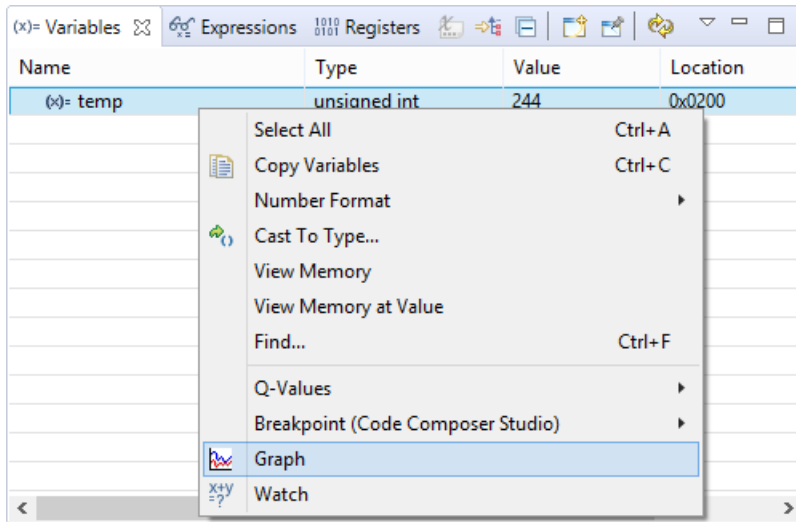 (x)= Variables Expressions 1010 0101 Registers
Name Type Value Location
(x)= temp unsigned int 244 0x0200
Select All Ctrl+A
Copy Variables Ctrl+C
Number Format
Cast To Type...
View Memory
View Memory at Value
Find... Ctrl+F
Q-Values
Breakpoint (Code Composer Studio)
Graph
x+y =? Watch